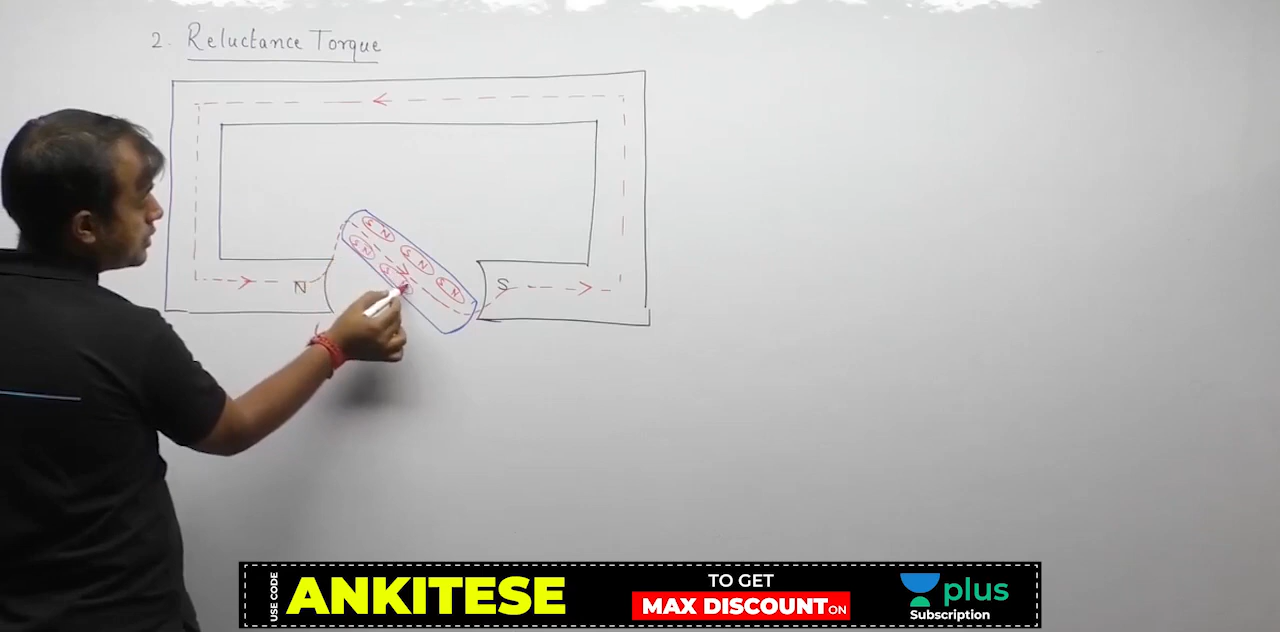 2. Reluctance Torque
S N
S N
S N
S N
S
N
S
USE CODE
ANKITESE
TO GET
MAX DISCOUNT ON
plus
Subscription